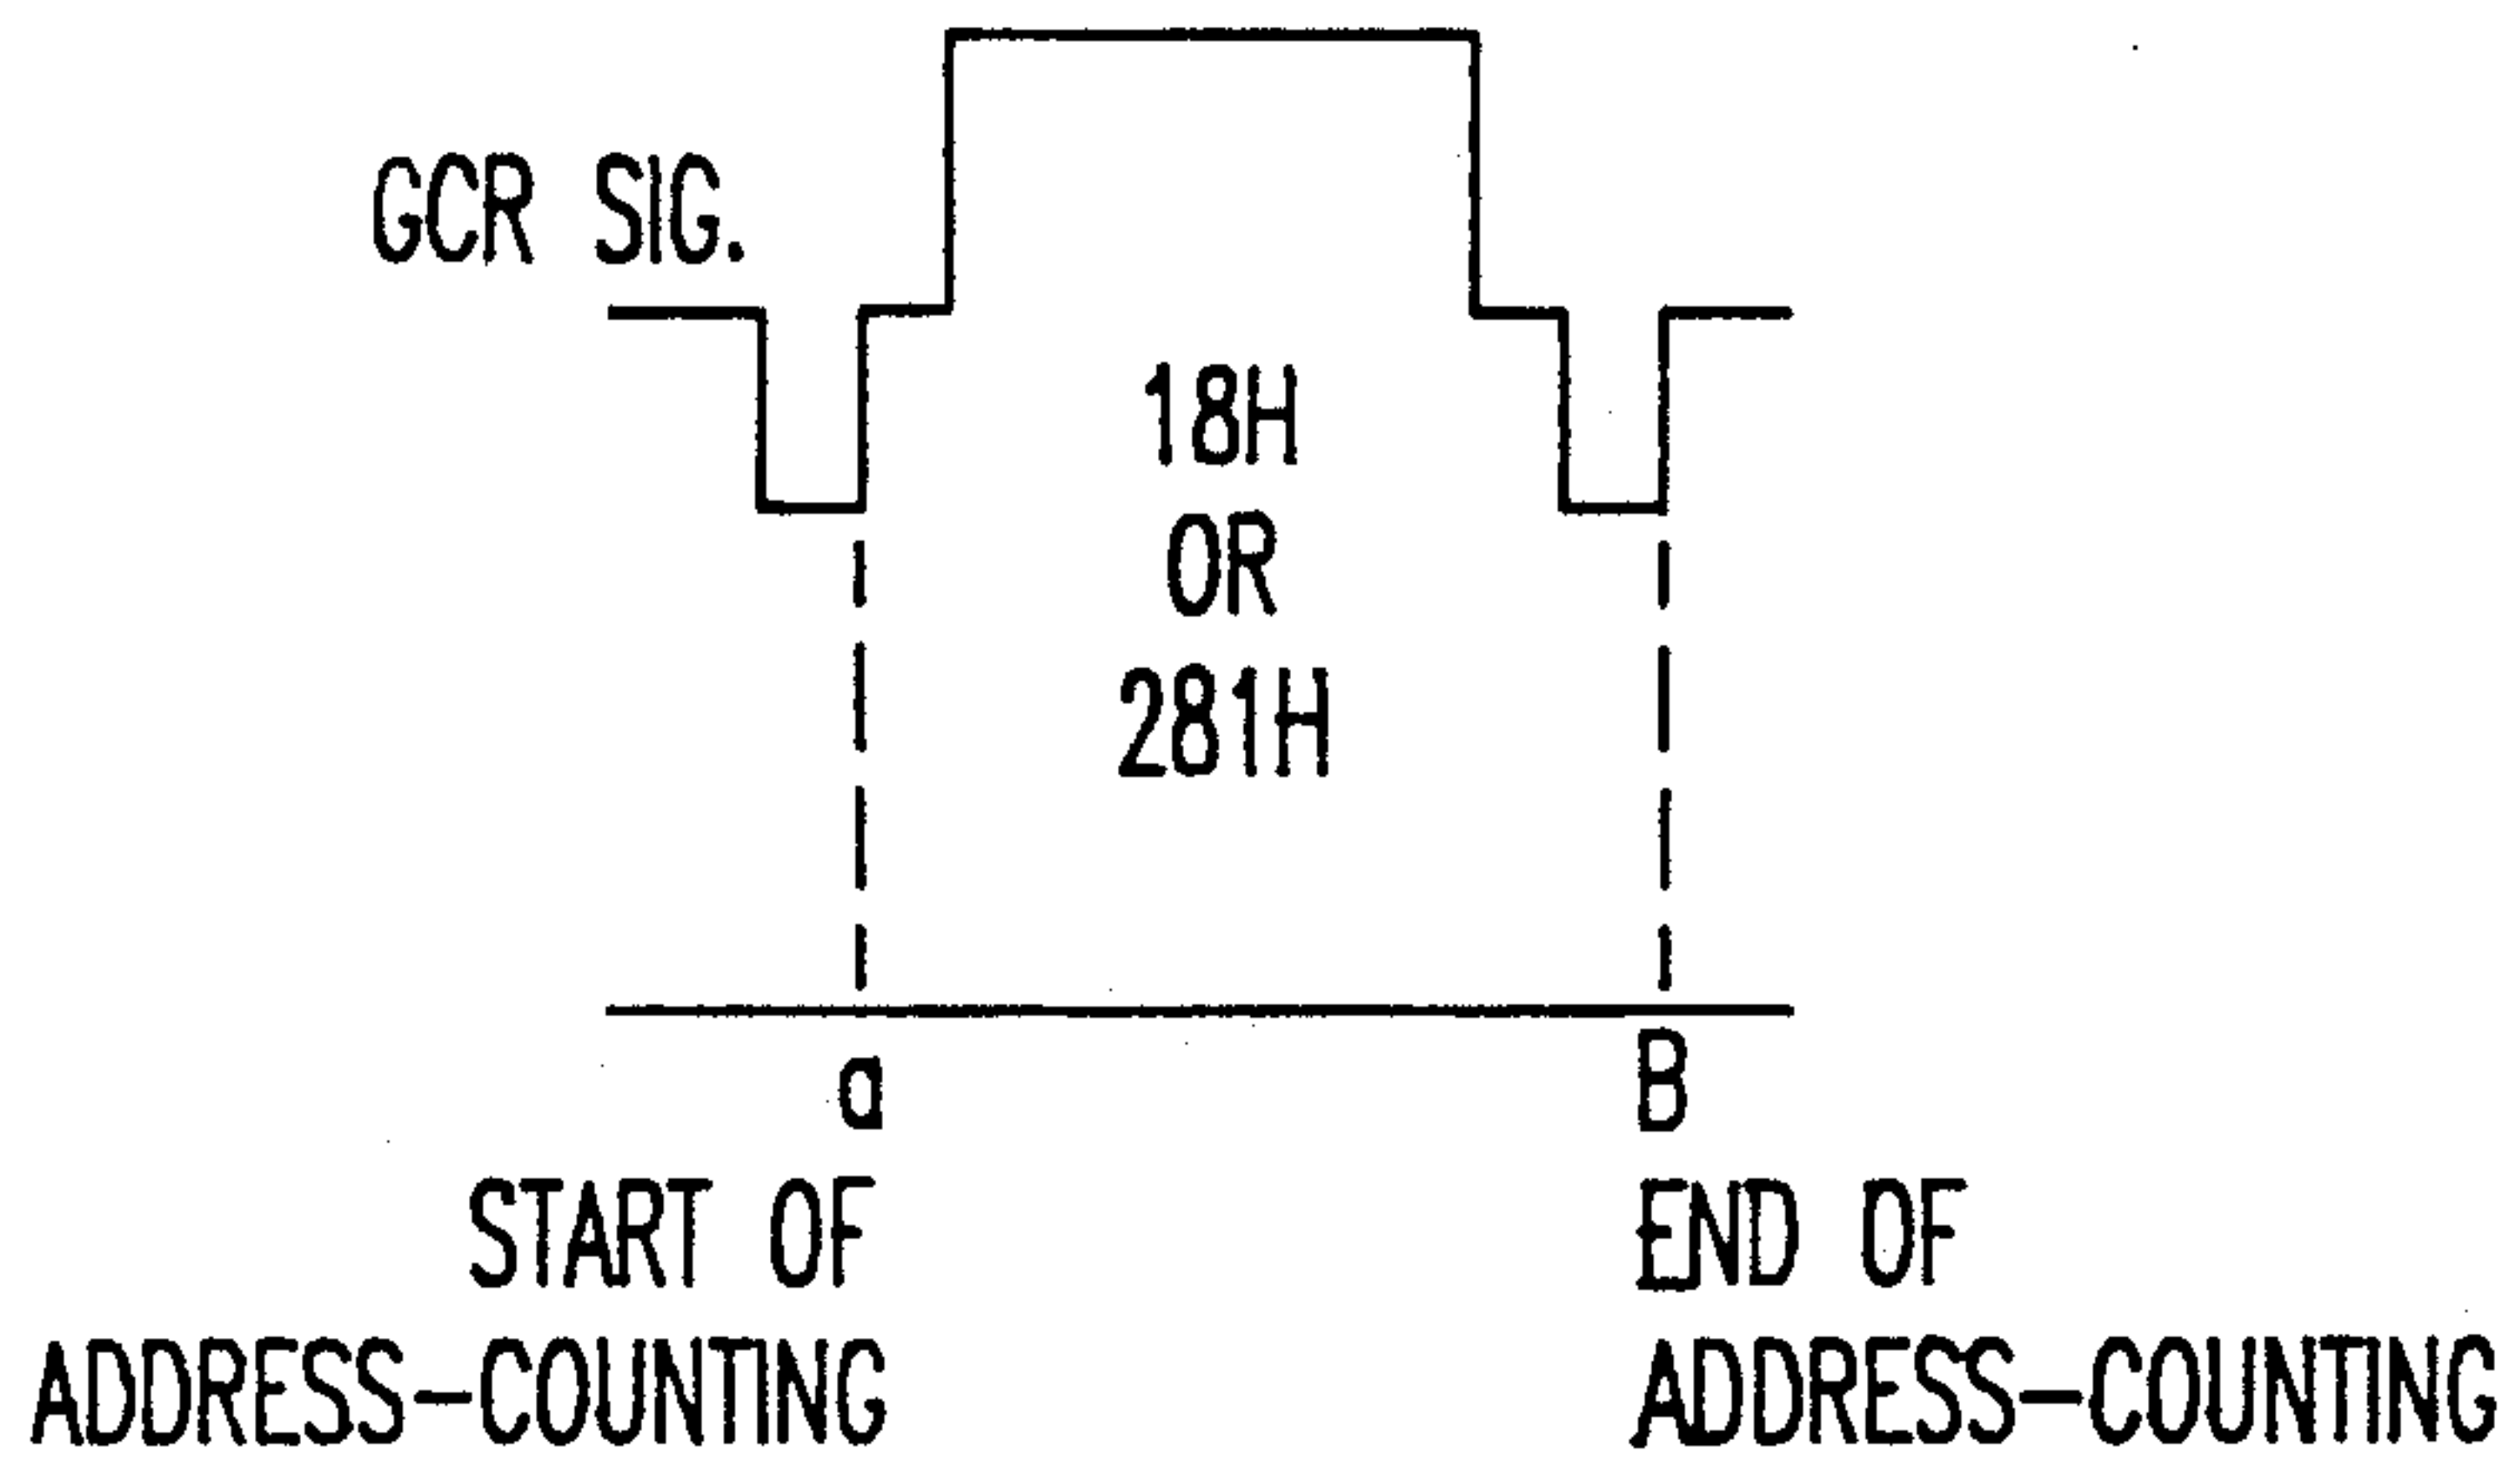 GCR SIG.
18H
OR
281H
a
B
START OF
ADDRESS-COUNTING
END OF
ADDRESS-COUNTING